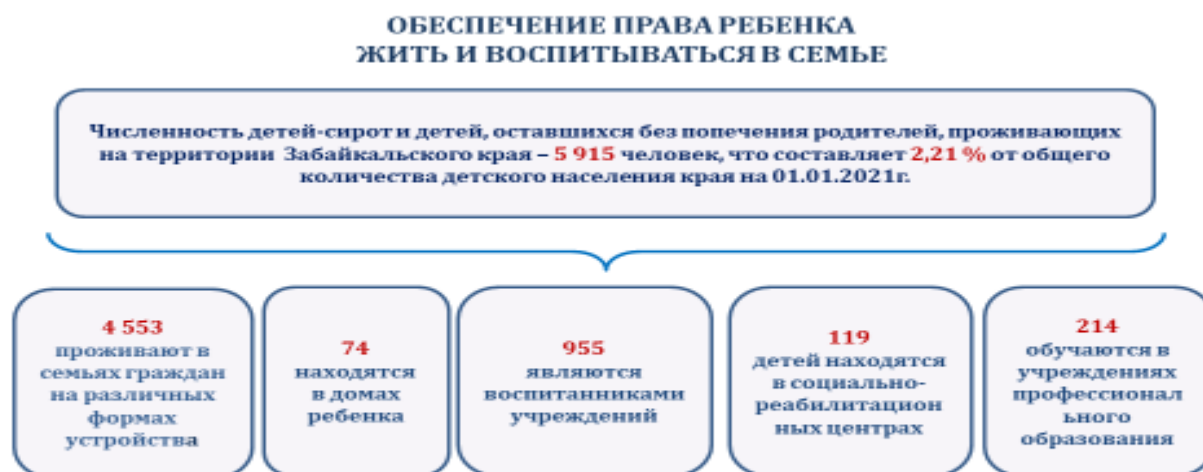 ОБЕСПЕЧЕНИЕ ПРАВА РЕБЕНКА
ЖИТЬ И ВОСПИТЫВАТЬСЯ В СЕМЬЕ
Численность детей-сирот и детей, оставшихся без попечения родителей, проживающих
на территории Забайкальского края – 5 915 человек, что составляет 2,21 % от общего
количества детского населения края на 01.01.2021г.
4 553
проживают в
семьях граждан
на различных
формах
устройства
74
находятся
в домах
ребенка
955
являются
воспитанниками
учреждений
119
детей находятся
в социально-
реабилитацион
ных центрах
214
обучаются в
учреждениях
профессионал
ьного
образования